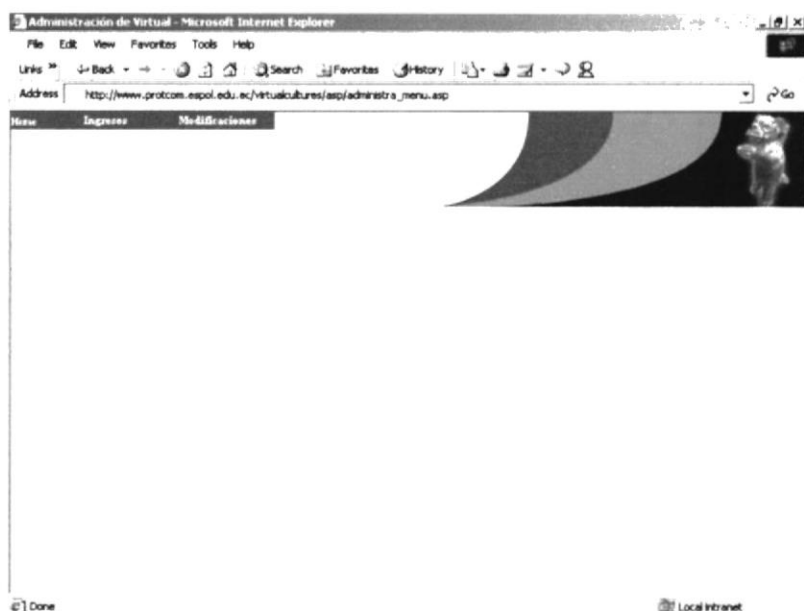 Administración de Virtual - Microsoft Internet Explorer
File Edit View Favorites Tools Help
Links » Back Search Favorites History
Address http://www.protcom.espol.edu.ec/virtualcultures/asp/administra_menu.asp Go
Home Ingresos Modificaciones
Done Local intranet